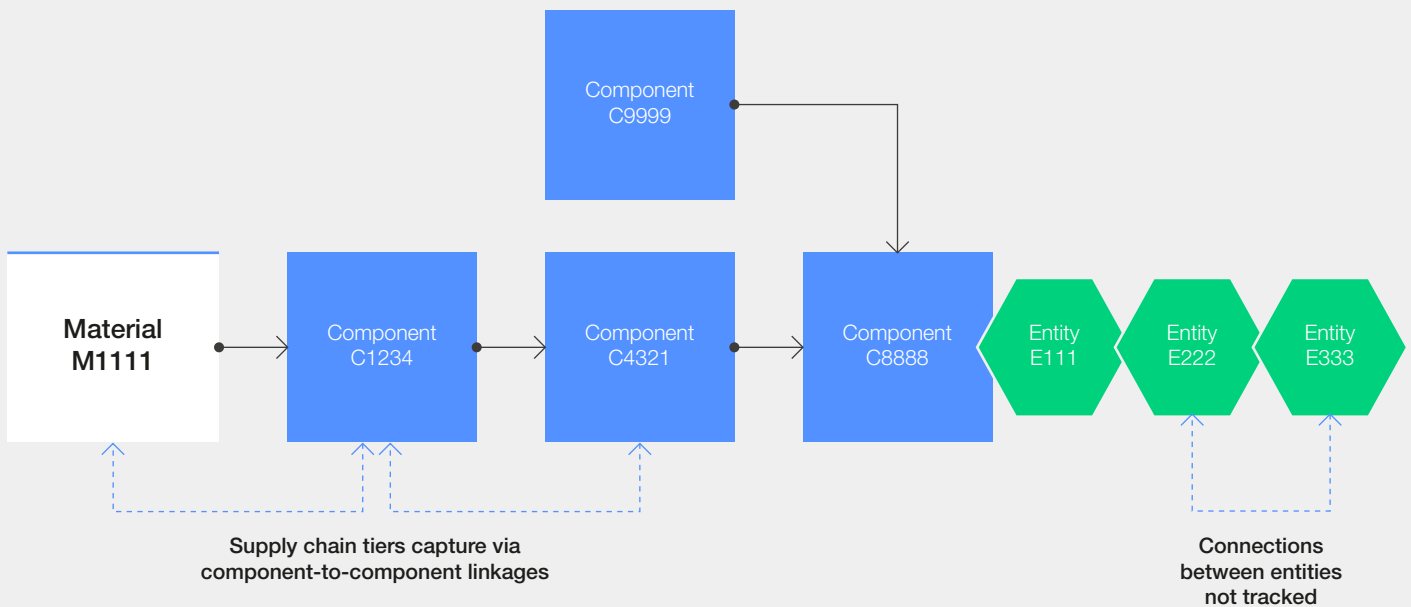 Component
C9999
Material
M1111
Component
C1234
Component
C4321
Component
C8888
Entity
E111
Entity
E222
Entity
E333
Supply chain tiers capture via
component-to-component linkages
Connections
between entities
not tracked